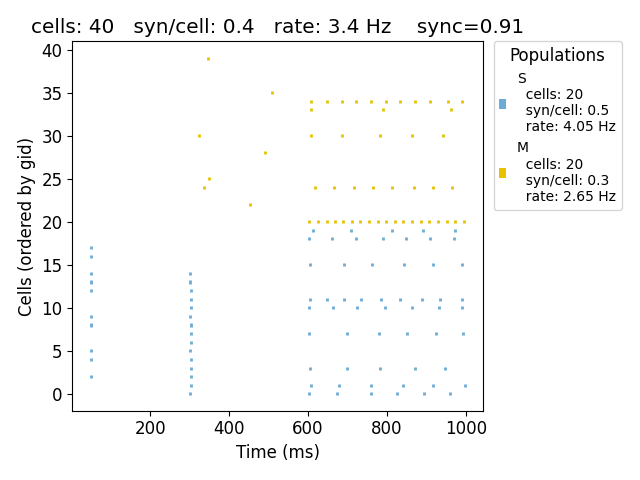 cells: 40   syn/cell: 0.4   rate: 3.4 Hz    sync=0.91
40
35
30
25
20
15
10
5
0
Cells (ordered by gid)
200 400 600 800 1000
Time (ms)
Populations
S
cells: 20
syn/cell: 0.5
rate: 4.05 Hz
M
cells: 20
syn/cell: 0.3
rate: 2.65 Hz